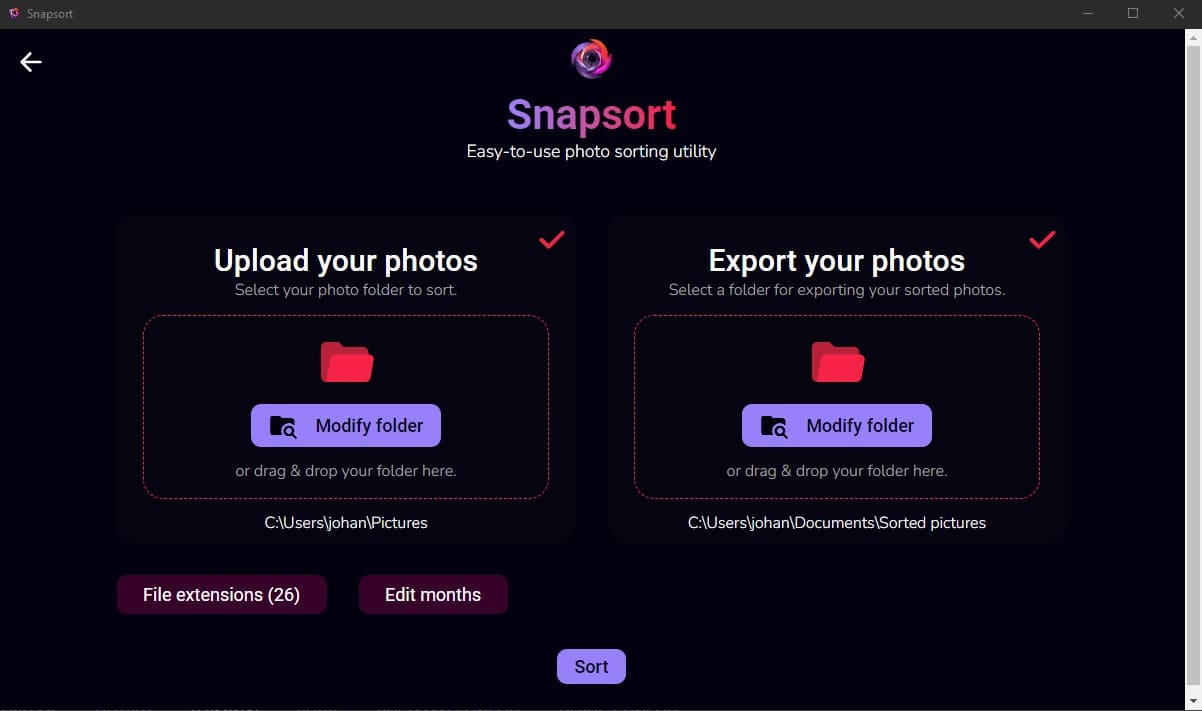 Snapsort
Snapsort
Easy-to-use photo sorting utility
Upload your photos
Select your photo folder to sort.
Modify folder
or drag & drop your folder here.
C:\Users\johan\Pictures
Export your photos
Select a folder for exporting your sorted photos.
Modify folder
or drag & drop your folder here.
C:\Users\johan\Documents\Sorted pictures
File extensions (26)
Edit months
Sort